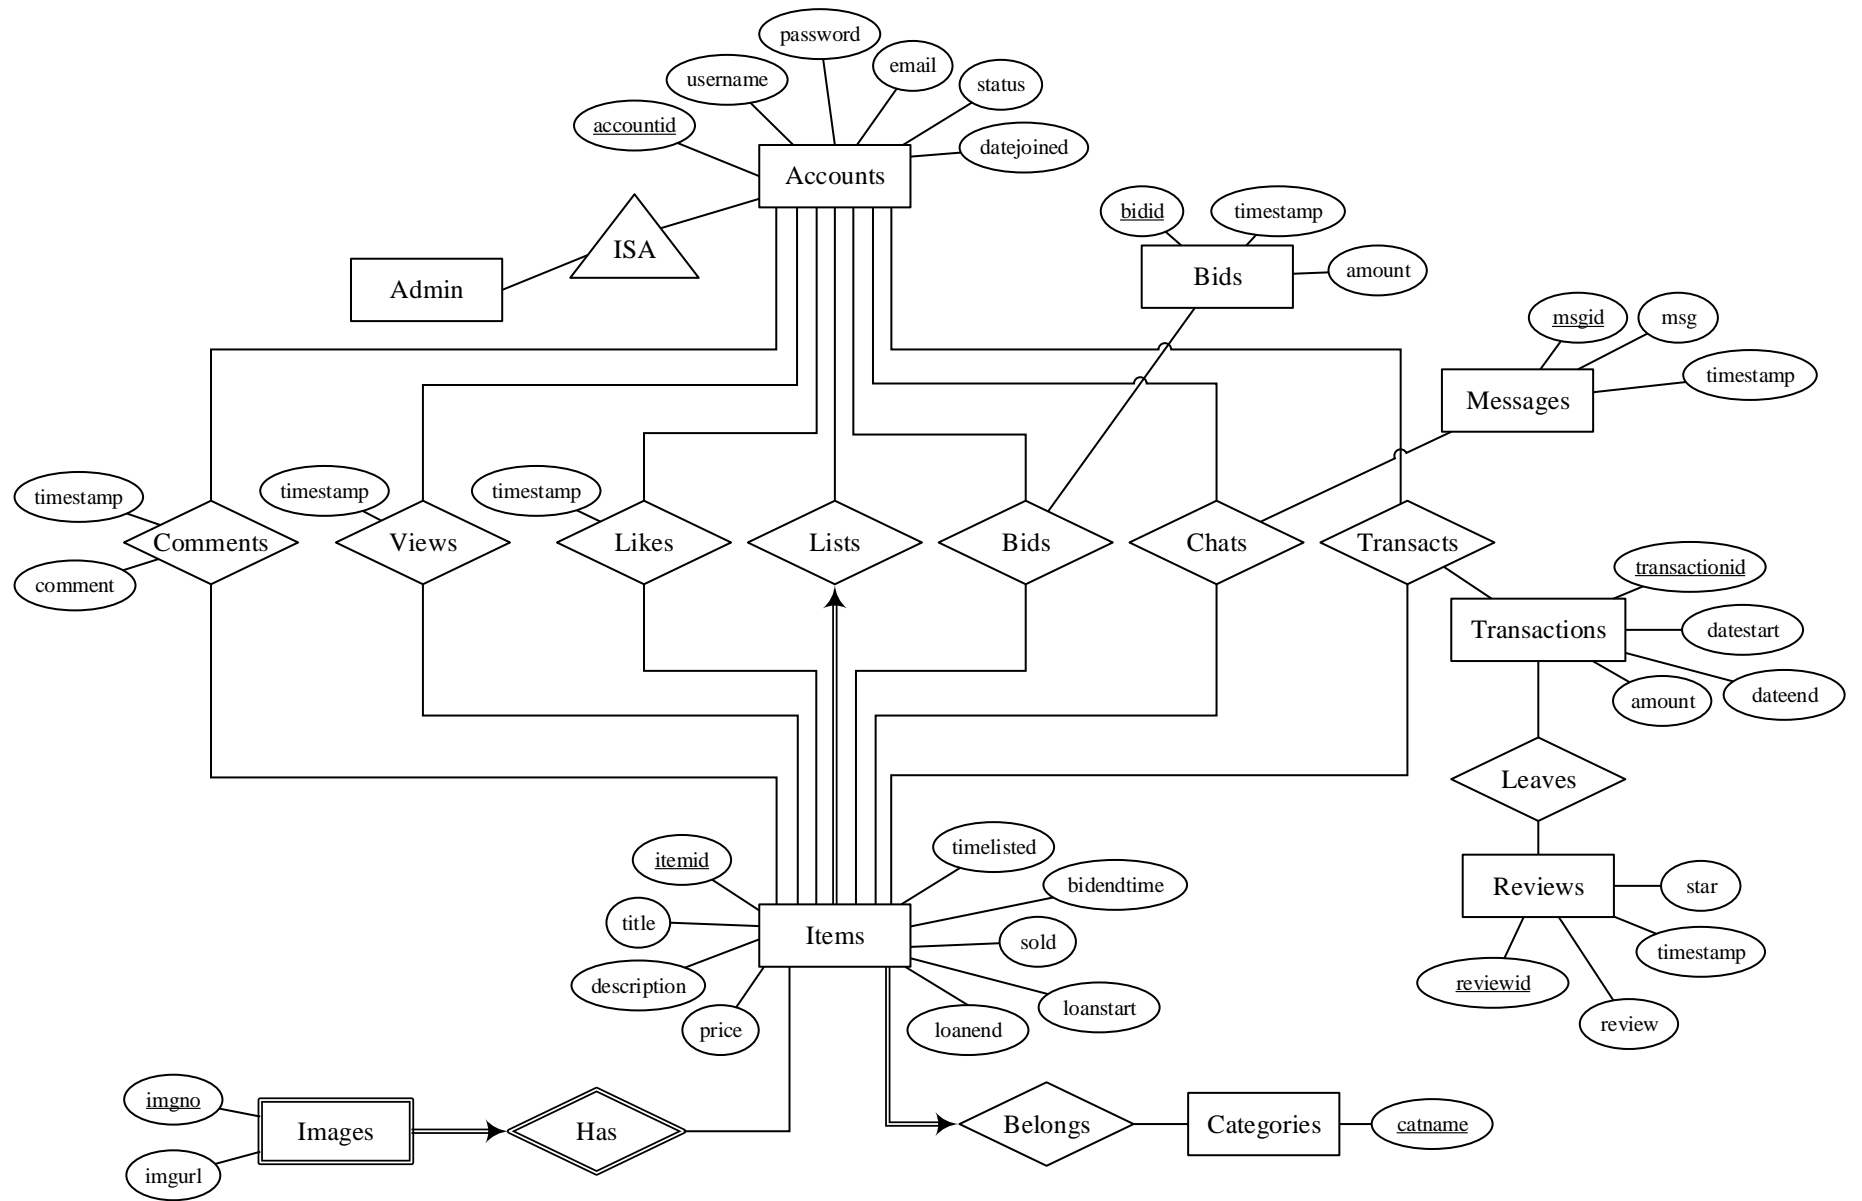 password
email
username
status
accountid
datejoined
Accounts
bidid
timestamp
ISA
Bids
amount
Admin
msgid
msg
timestamp
Messages
timestamp
timestamp
timestamp
Comments
Views
Likes
Lists
Bids
Chats
Transacts
comment
transactionid
Transactions
datestart
amount
dateend
Leaves
itemid
timelisted
bidendtime
Reviews
star
title
Items
sold
timestamp
description
reviewid
loanstart
price
loanend
review
imgno
Images
Has
Belongs
Categories
catname
imgurl